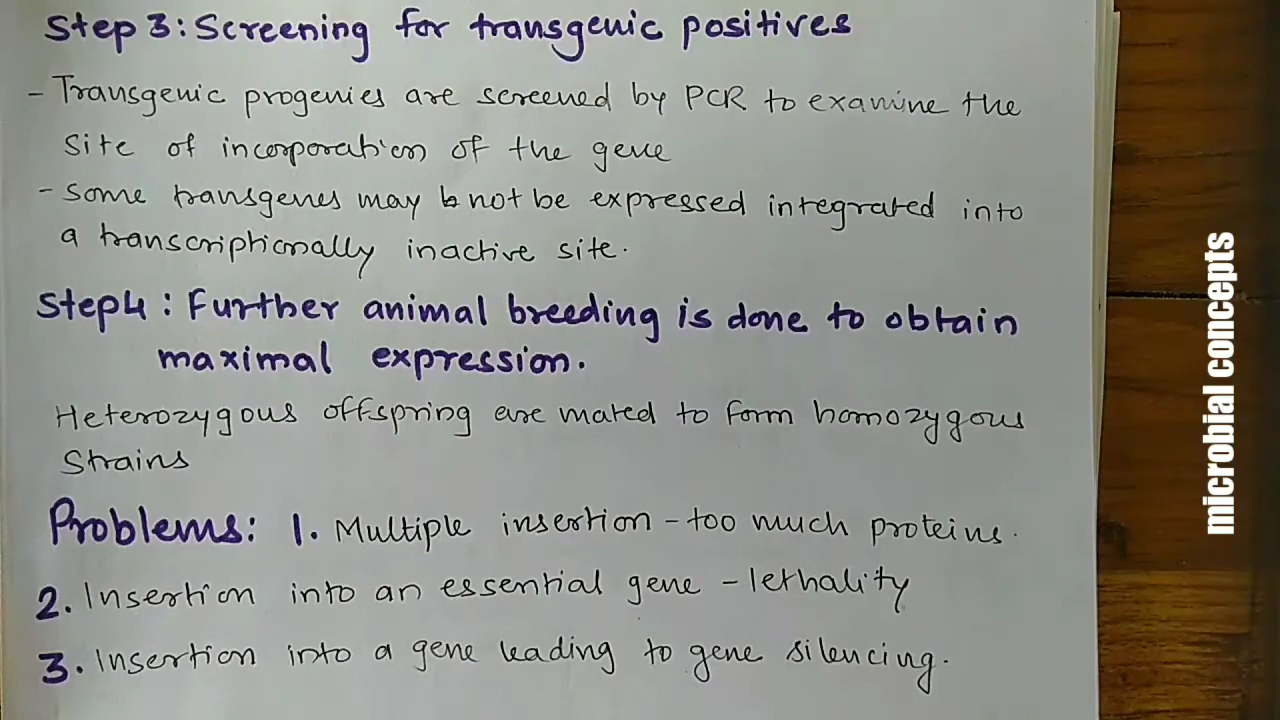 Step 3: Screening for transgenic positives
- Transgenic progenies are screened by PCR to examine the
site of incorporation of the gene
- Some transgenes may not be expressed integrated into
a transcriptionally inactive site.
Step4: Further animal breeding is done to obtain
maximal expression.
Heterozygous offspring are mated to form homozygous
strains
Problems: 1. Multiple insertion - too much proteins.
2. Insertion into an essential gene - lethality
3. Insertion into a gene leading to gene silencing.
microbial concepts